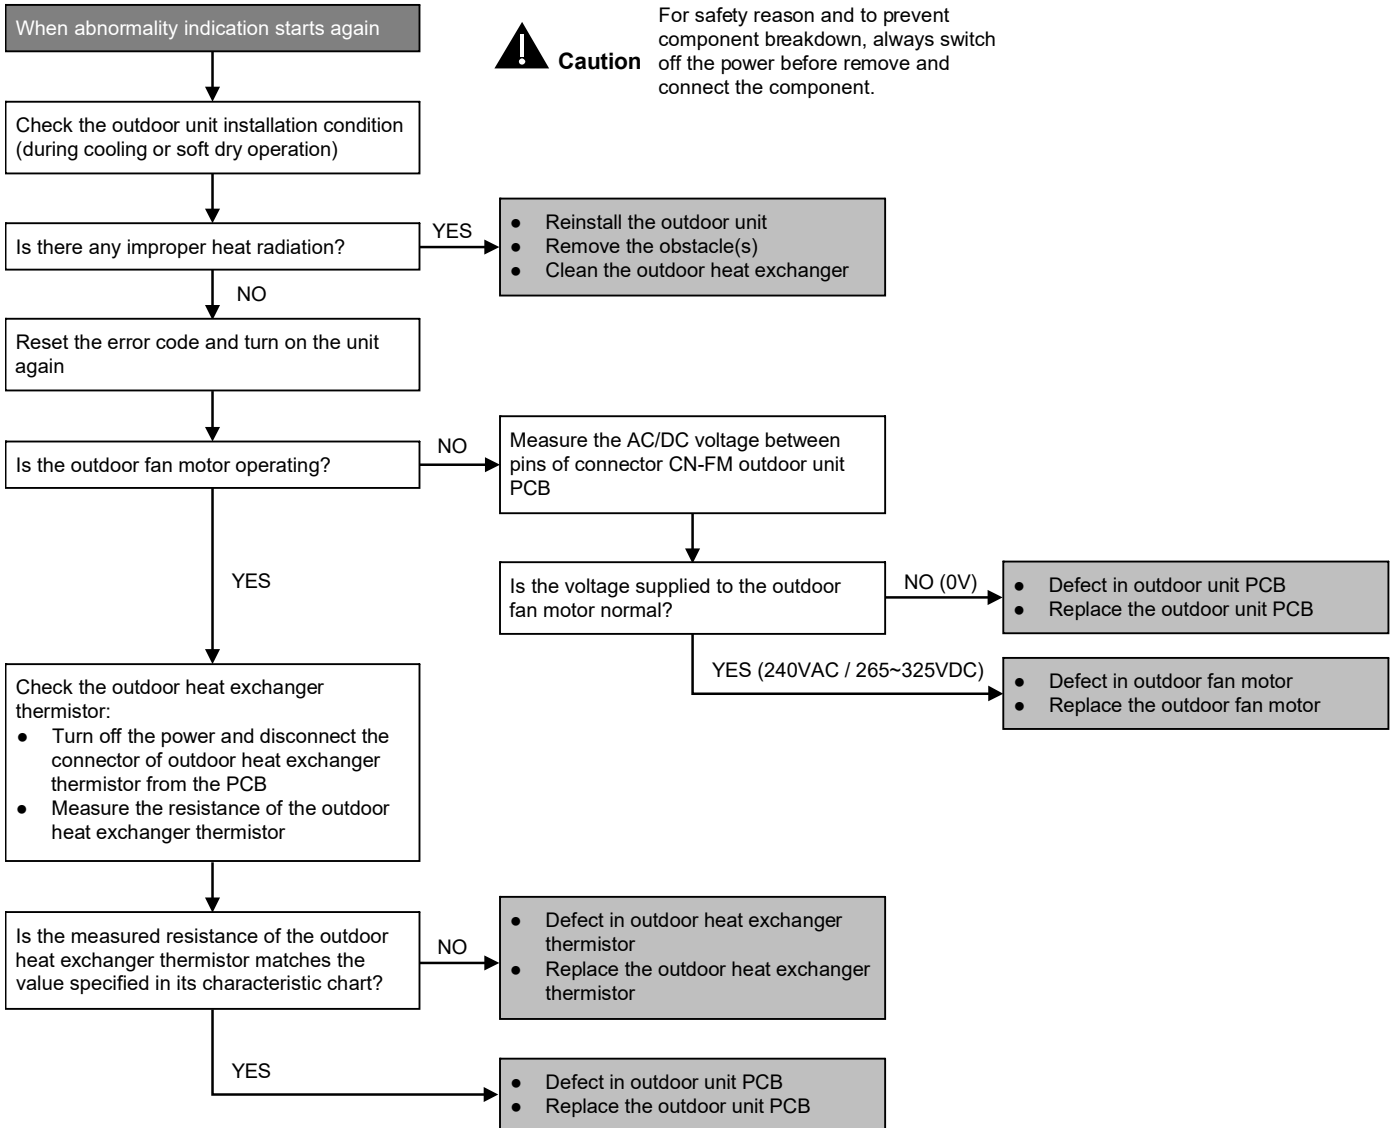 When abnormality indication starts again
Caution
For safety reason and to prevent
component breakdown, always switch
off the power before remove and
connect the component.
Check the outdoor unit installation condition
(during cooling or soft dry operation)
Is there any improper heat radiation?
YES
● Reinstall the outdoor unit
● Remove the obstacle(s)
● Clean the outdoor heat exchanger
NO
Reset the error code and turn on the unit
again
Is the outdoor fan motor operating?
NO
Measure the AC/DC voltage between
pins of connector CN-FM outdoor unit
PCB
YES
Is the voltage supplied to the outdoor
fan motor normal?
NO (0V)
● Defect in outdoor unit PCB
● Replace the outdoor unit PCB
YES (240VAC / 265~325VDC)
● Defect in outdoor fan motor
● Replace the outdoor fan motor
Check the outdoor heat exchanger
thermistor:
● Turn off the power and disconnect the
connector of outdoor heat exchanger
thermistor from the PCB
● Measure the resistance of the outdoor
heat exchanger thermistor
Is the measured resistance of the outdoor
heat exchanger thermistor matches the
value specified in its characteristic chart?
NO
● Defect in outdoor heat exchanger
thermistor
● Replace the outdoor heat exchanger
thermistor
YES
● Defect in outdoor unit PCB
● Replace the outdoor unit PCB